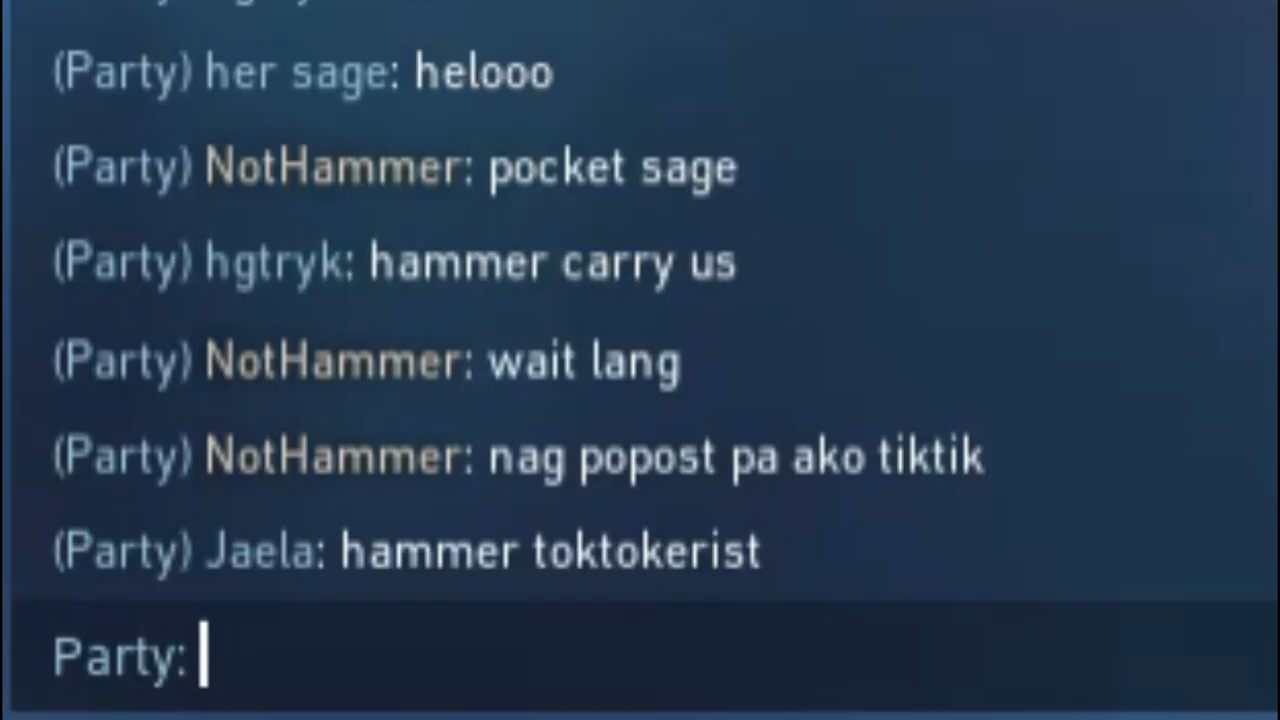 (Party) her sage: helooo
(Party) NotHammer: pocket sage
(Party) hgtryk: hammer carry us
(Party) NotHammer: wait lang
(Party) NotHammer: nag popost pa ako tiktik
(Party) Jaela: hammer toktokerist
Party: